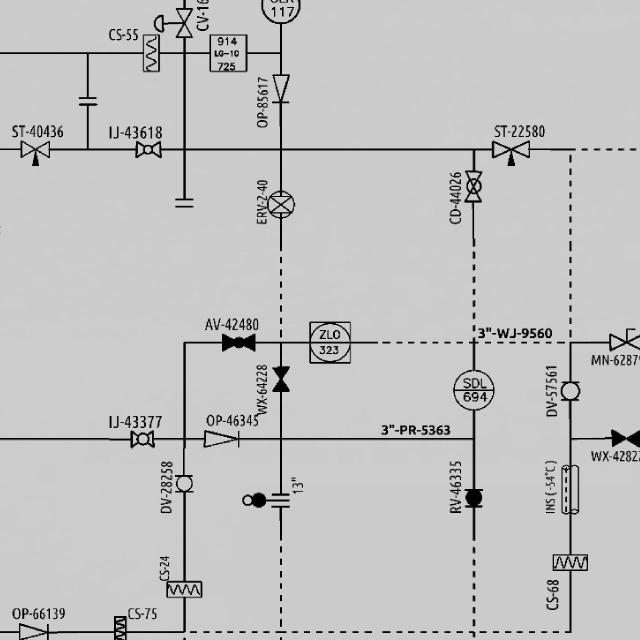 CV-16
117
CS-55
914
LG-10
725
OP-85617
ST-40436
IJ-43618
ST-22580
ERV-2-40
CD-44026
AV-42480
ZLO
323
3"-WJ-9560
MN-6287
WX-64228
SDL
694
DV-57561
IJ-43377
OP-46345
3"-PR-5363
WX-4282
DV-28258
13"
RV-46335
INS (-54°C)
CS-24
CS-68
OP-66139
CS-75